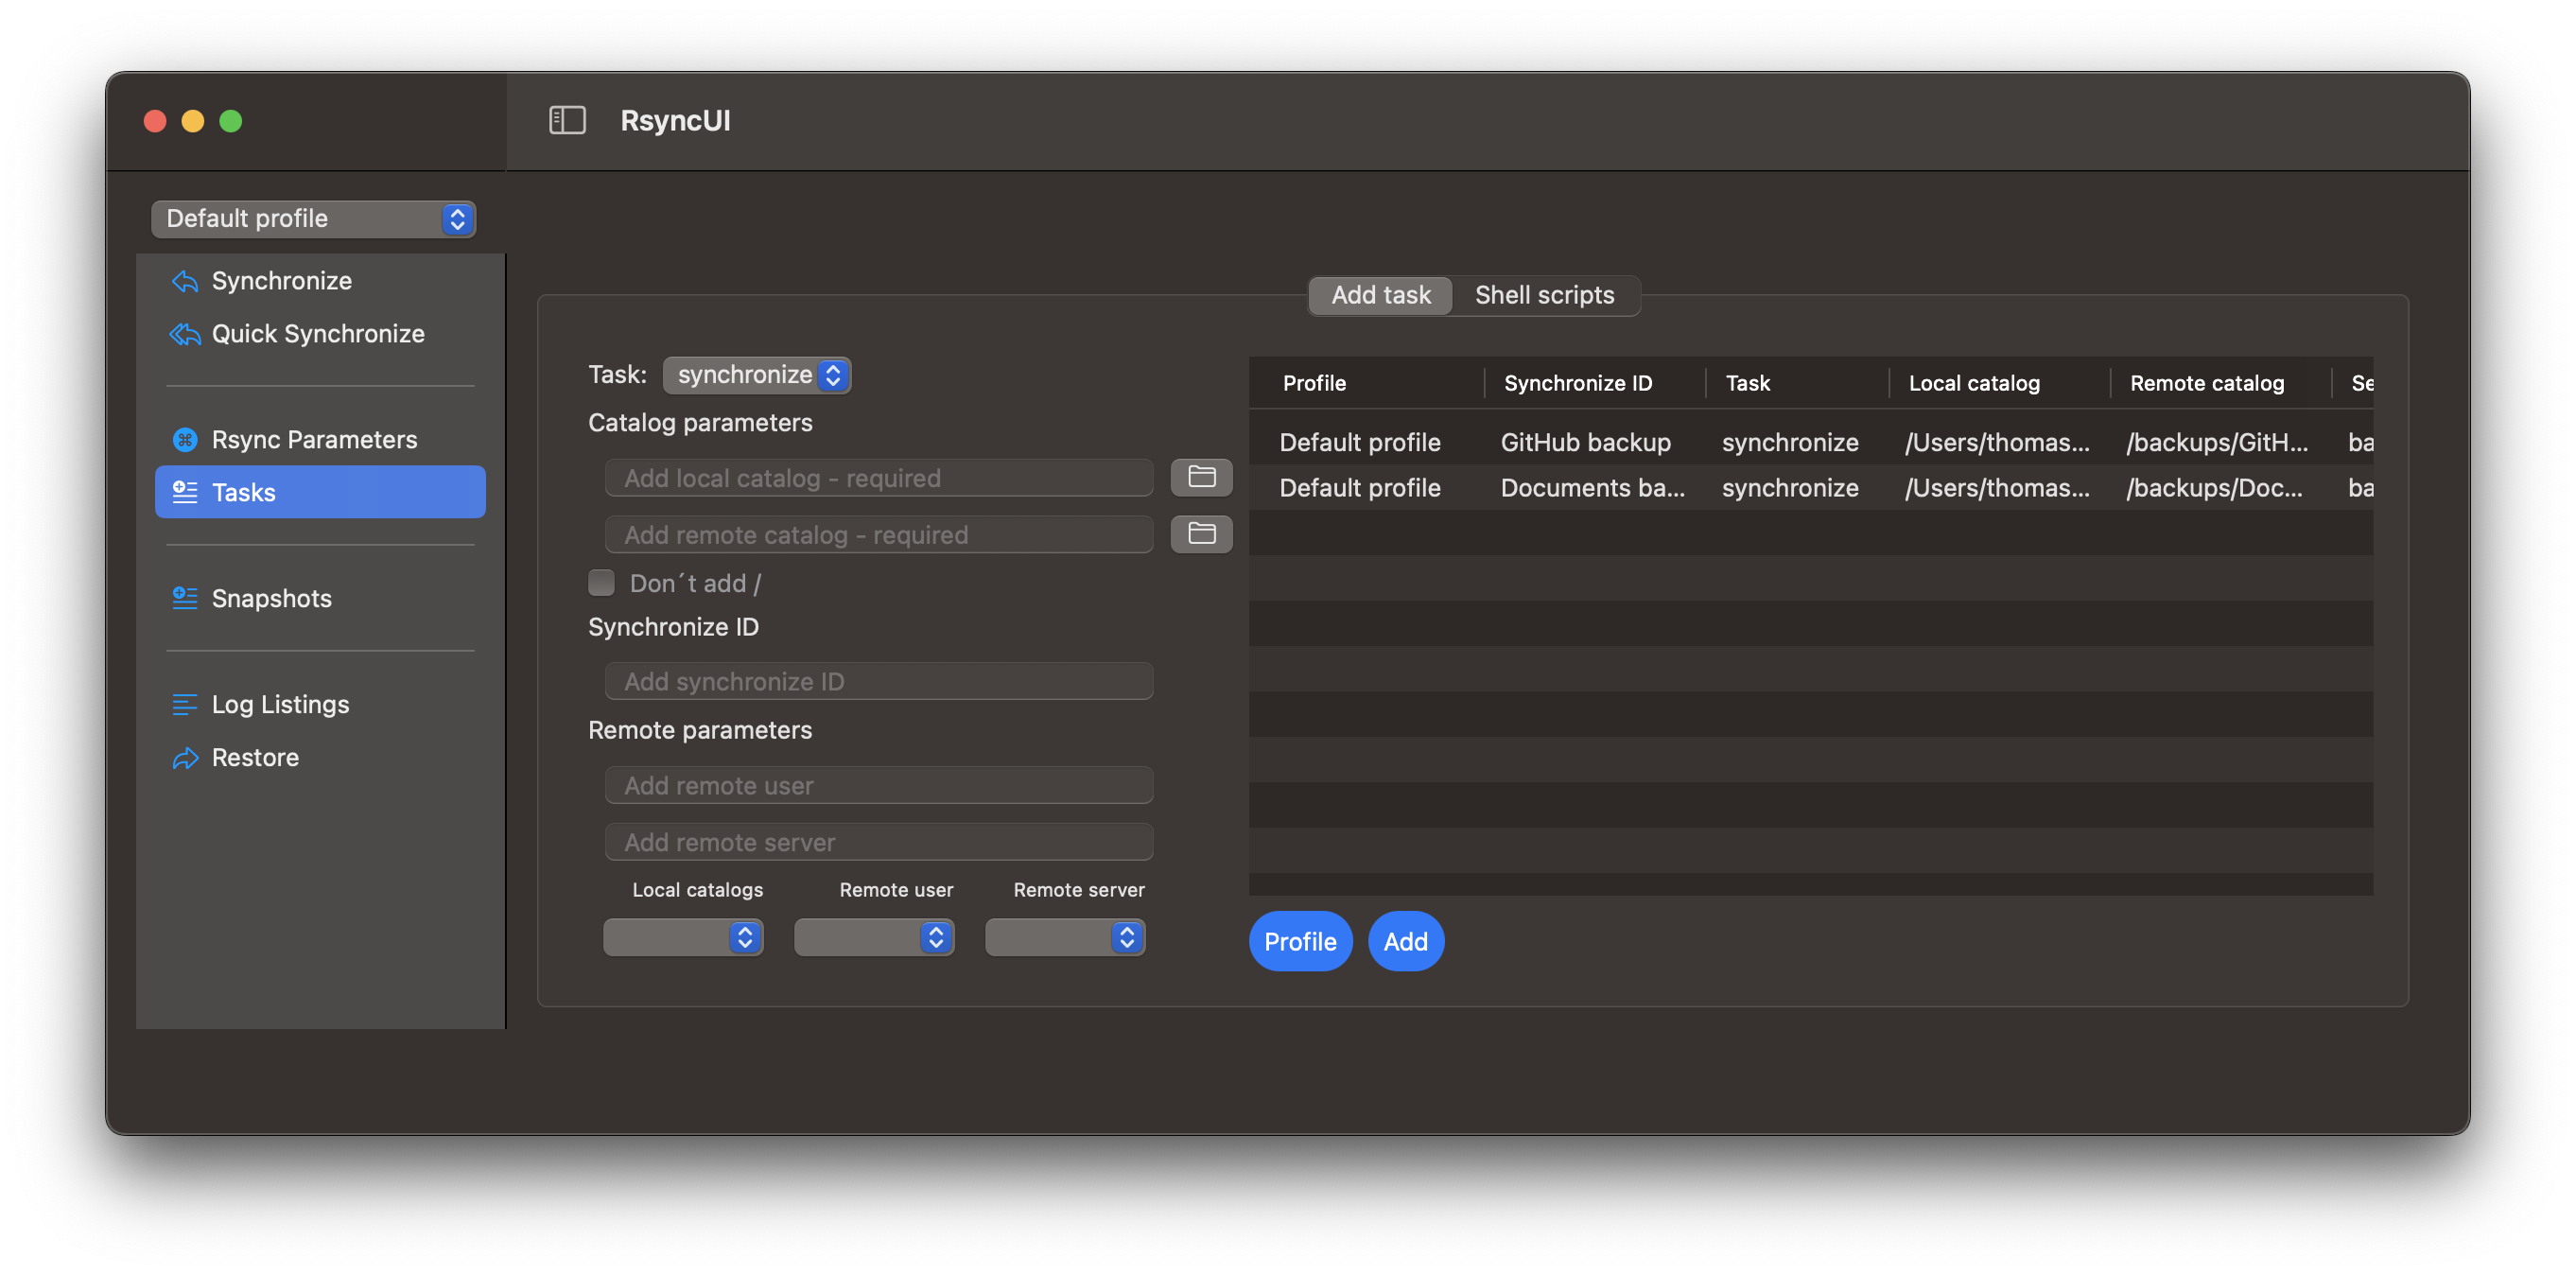 RsyncUI
Default profile
Synchronize
Quick Synchronize
Rsync Parameters
Tasks
Snapshots
Log Listings
Restore
Add task
Shell scripts
Task: synchronize
Catalog parameters
Add local catalog - required
Add remote catalog - required
Don´t add /
Synchronize ID
Add synchronize ID
Remote parameters
Add remote user
Add remote server
Local catalogs Remote user Remote server
Profile Synchronize ID Task Local catalog Remote catalog Se
Default profile GitHub backup synchronize /Users/thomas... /backups/GitH... ba
Default profile Documents ba... synchronize /Users/thomas... /backups/Doc... ba
Profile Add